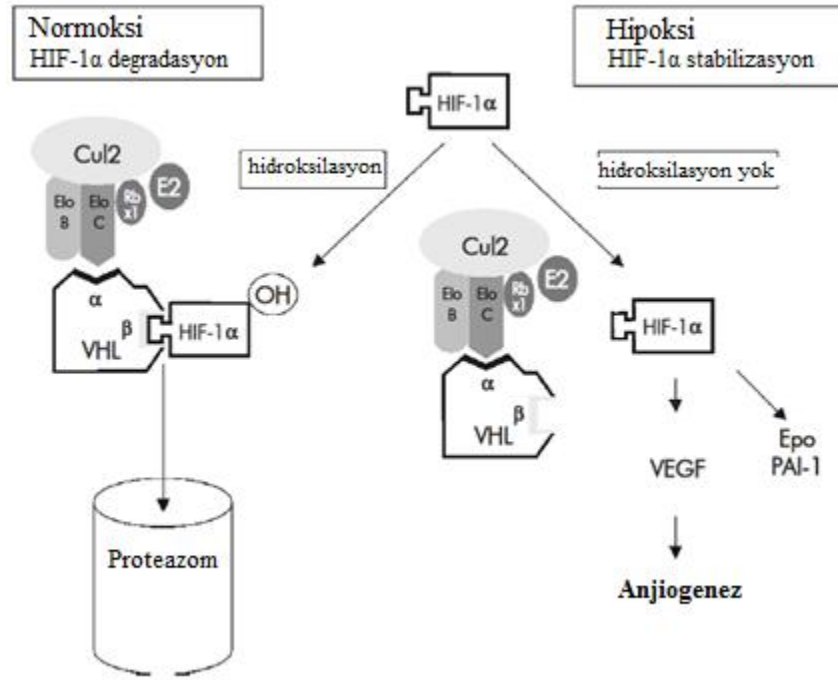 Normoksi
HIF-1α degradasyon
Hipoksi
HIF-1α stabilizasyon
HIF-1α
hidroksilasyon
hidroksilasyon yok
Cul2
Elo
B
Elo
C
Rb
x1
E2
OH
α
β
VHL
HIF-1α
Cul2
Elo
B
Elo
C
Rb
x1
E2
α
β
VHL
HIF-1α
VEGF
Epo
PAI-1
Anjiogenez
Proteazom